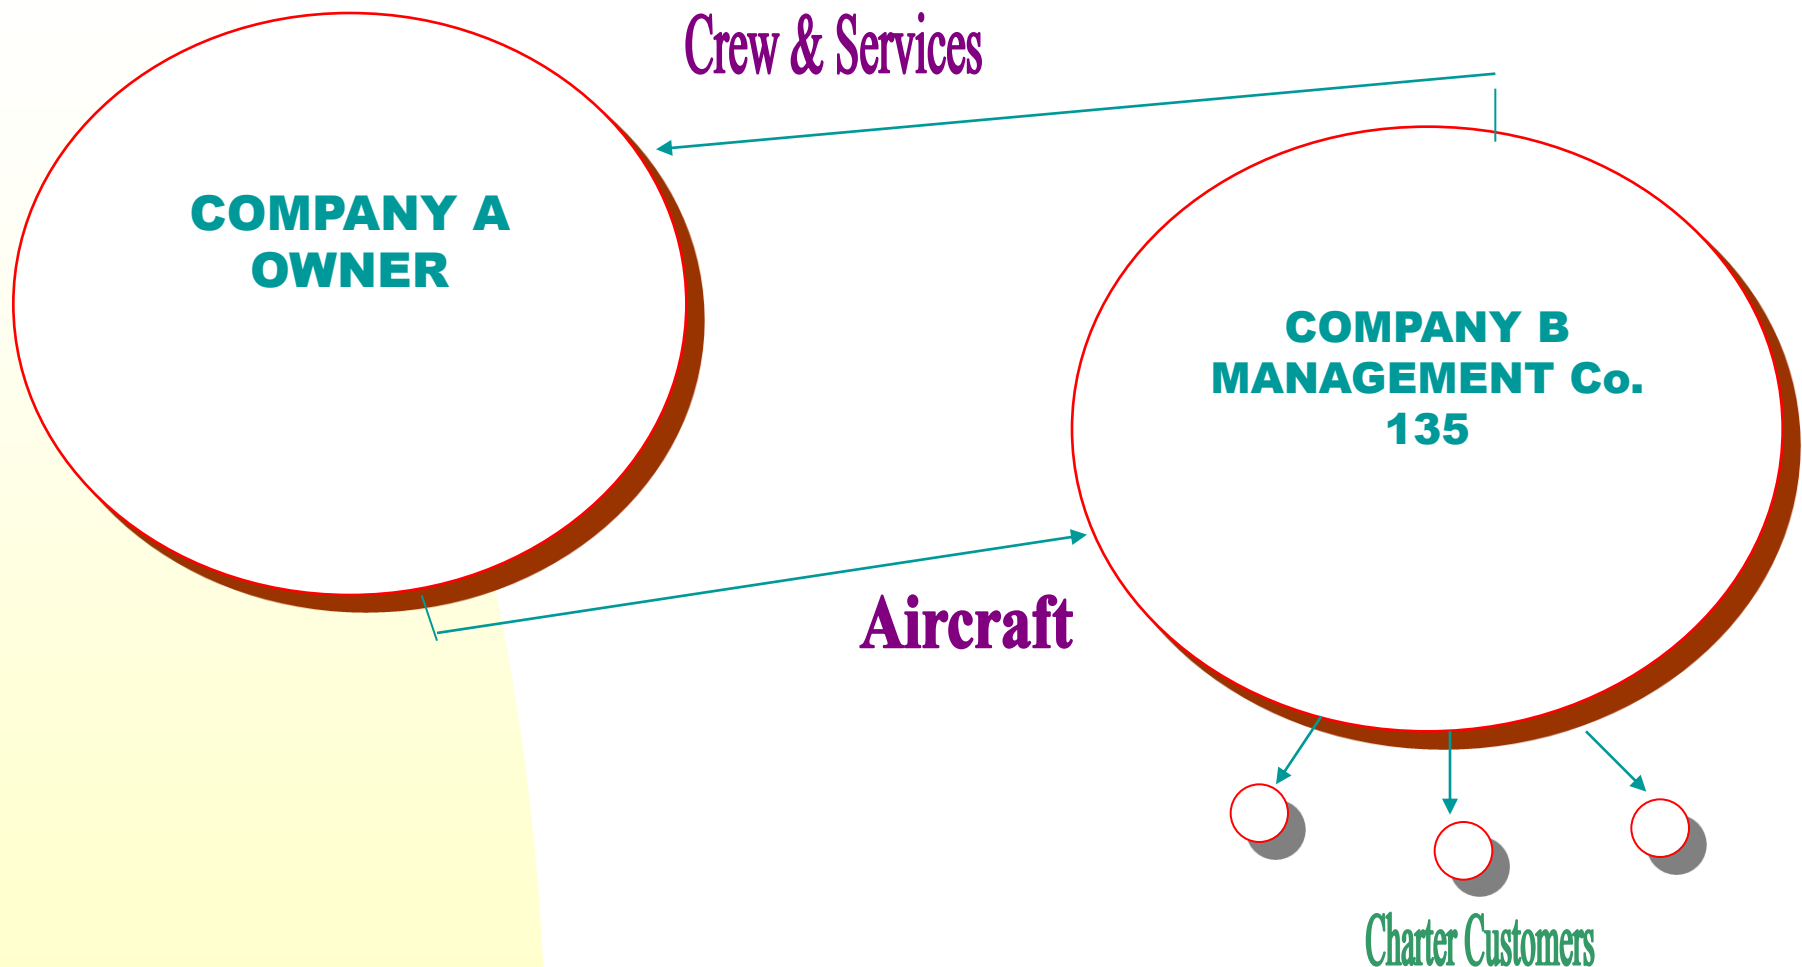 Crew & Services
COMPANY A
OWNER
COMPANY B
MANAGEMENT Co.
135
Aircraft
Charter Customers